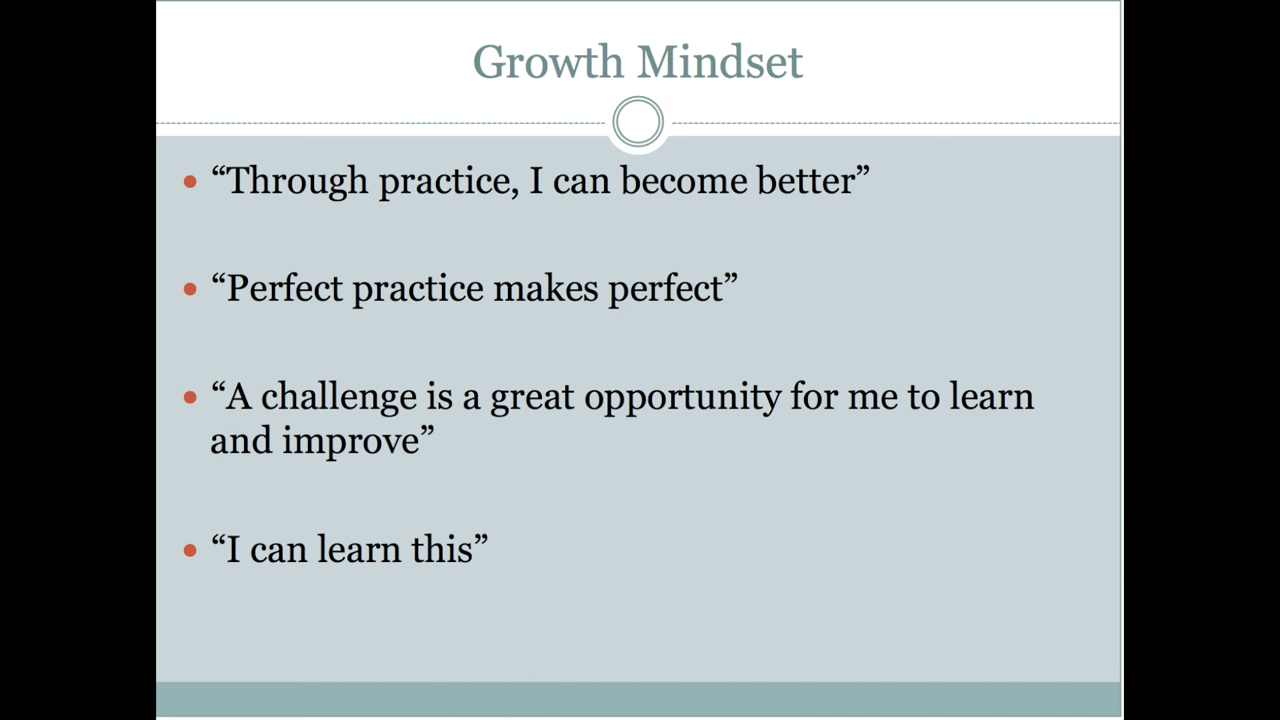 Growth Mindset
• “Through practice, I can become better”
• “Perfect practice makes perfect”
• “A challenge is a great opportunity for me to learn
and improve”
• “I can learn this”